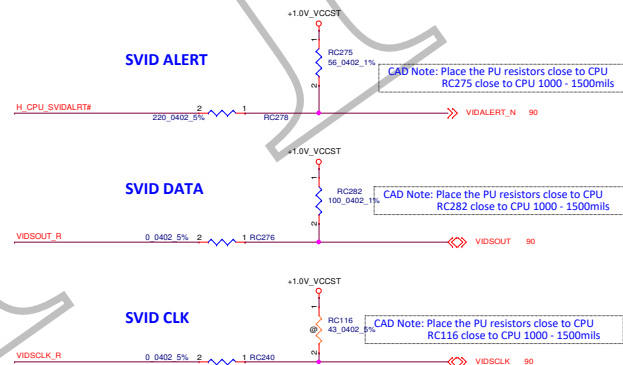 +1.0V_VCCST
1
SVID ALERT
RC275
56_0402_1%
CAD Note: Place the PU resistors close to CPU
RC275 close to CPU 1000 - 1500mils
2
H_CPU_SVIDALRT#
2
1
220_0402_5%
RC278
VIDALERT_N 90
+1.0V_VCCST
1
SVID DATA
RC282
100_0402_1%
CAD Note: Place the PU resistors close to CPU
RC282 close to CPU 1000 - 1500mils
2
VIDSOUT_R
0_0402_5% 2
1 RC276
VIDSOUT 90
+1.0V_VCCST
1
SVID CLK
RC116
@
43_0402_5%
CAD Note: Place the PU resistors close to CPU
RC116 close to CPU 1000 - 1500mils
2
VIDSCLK_R
0_0402_5% 2
1 RC240
VIDSCLK 90